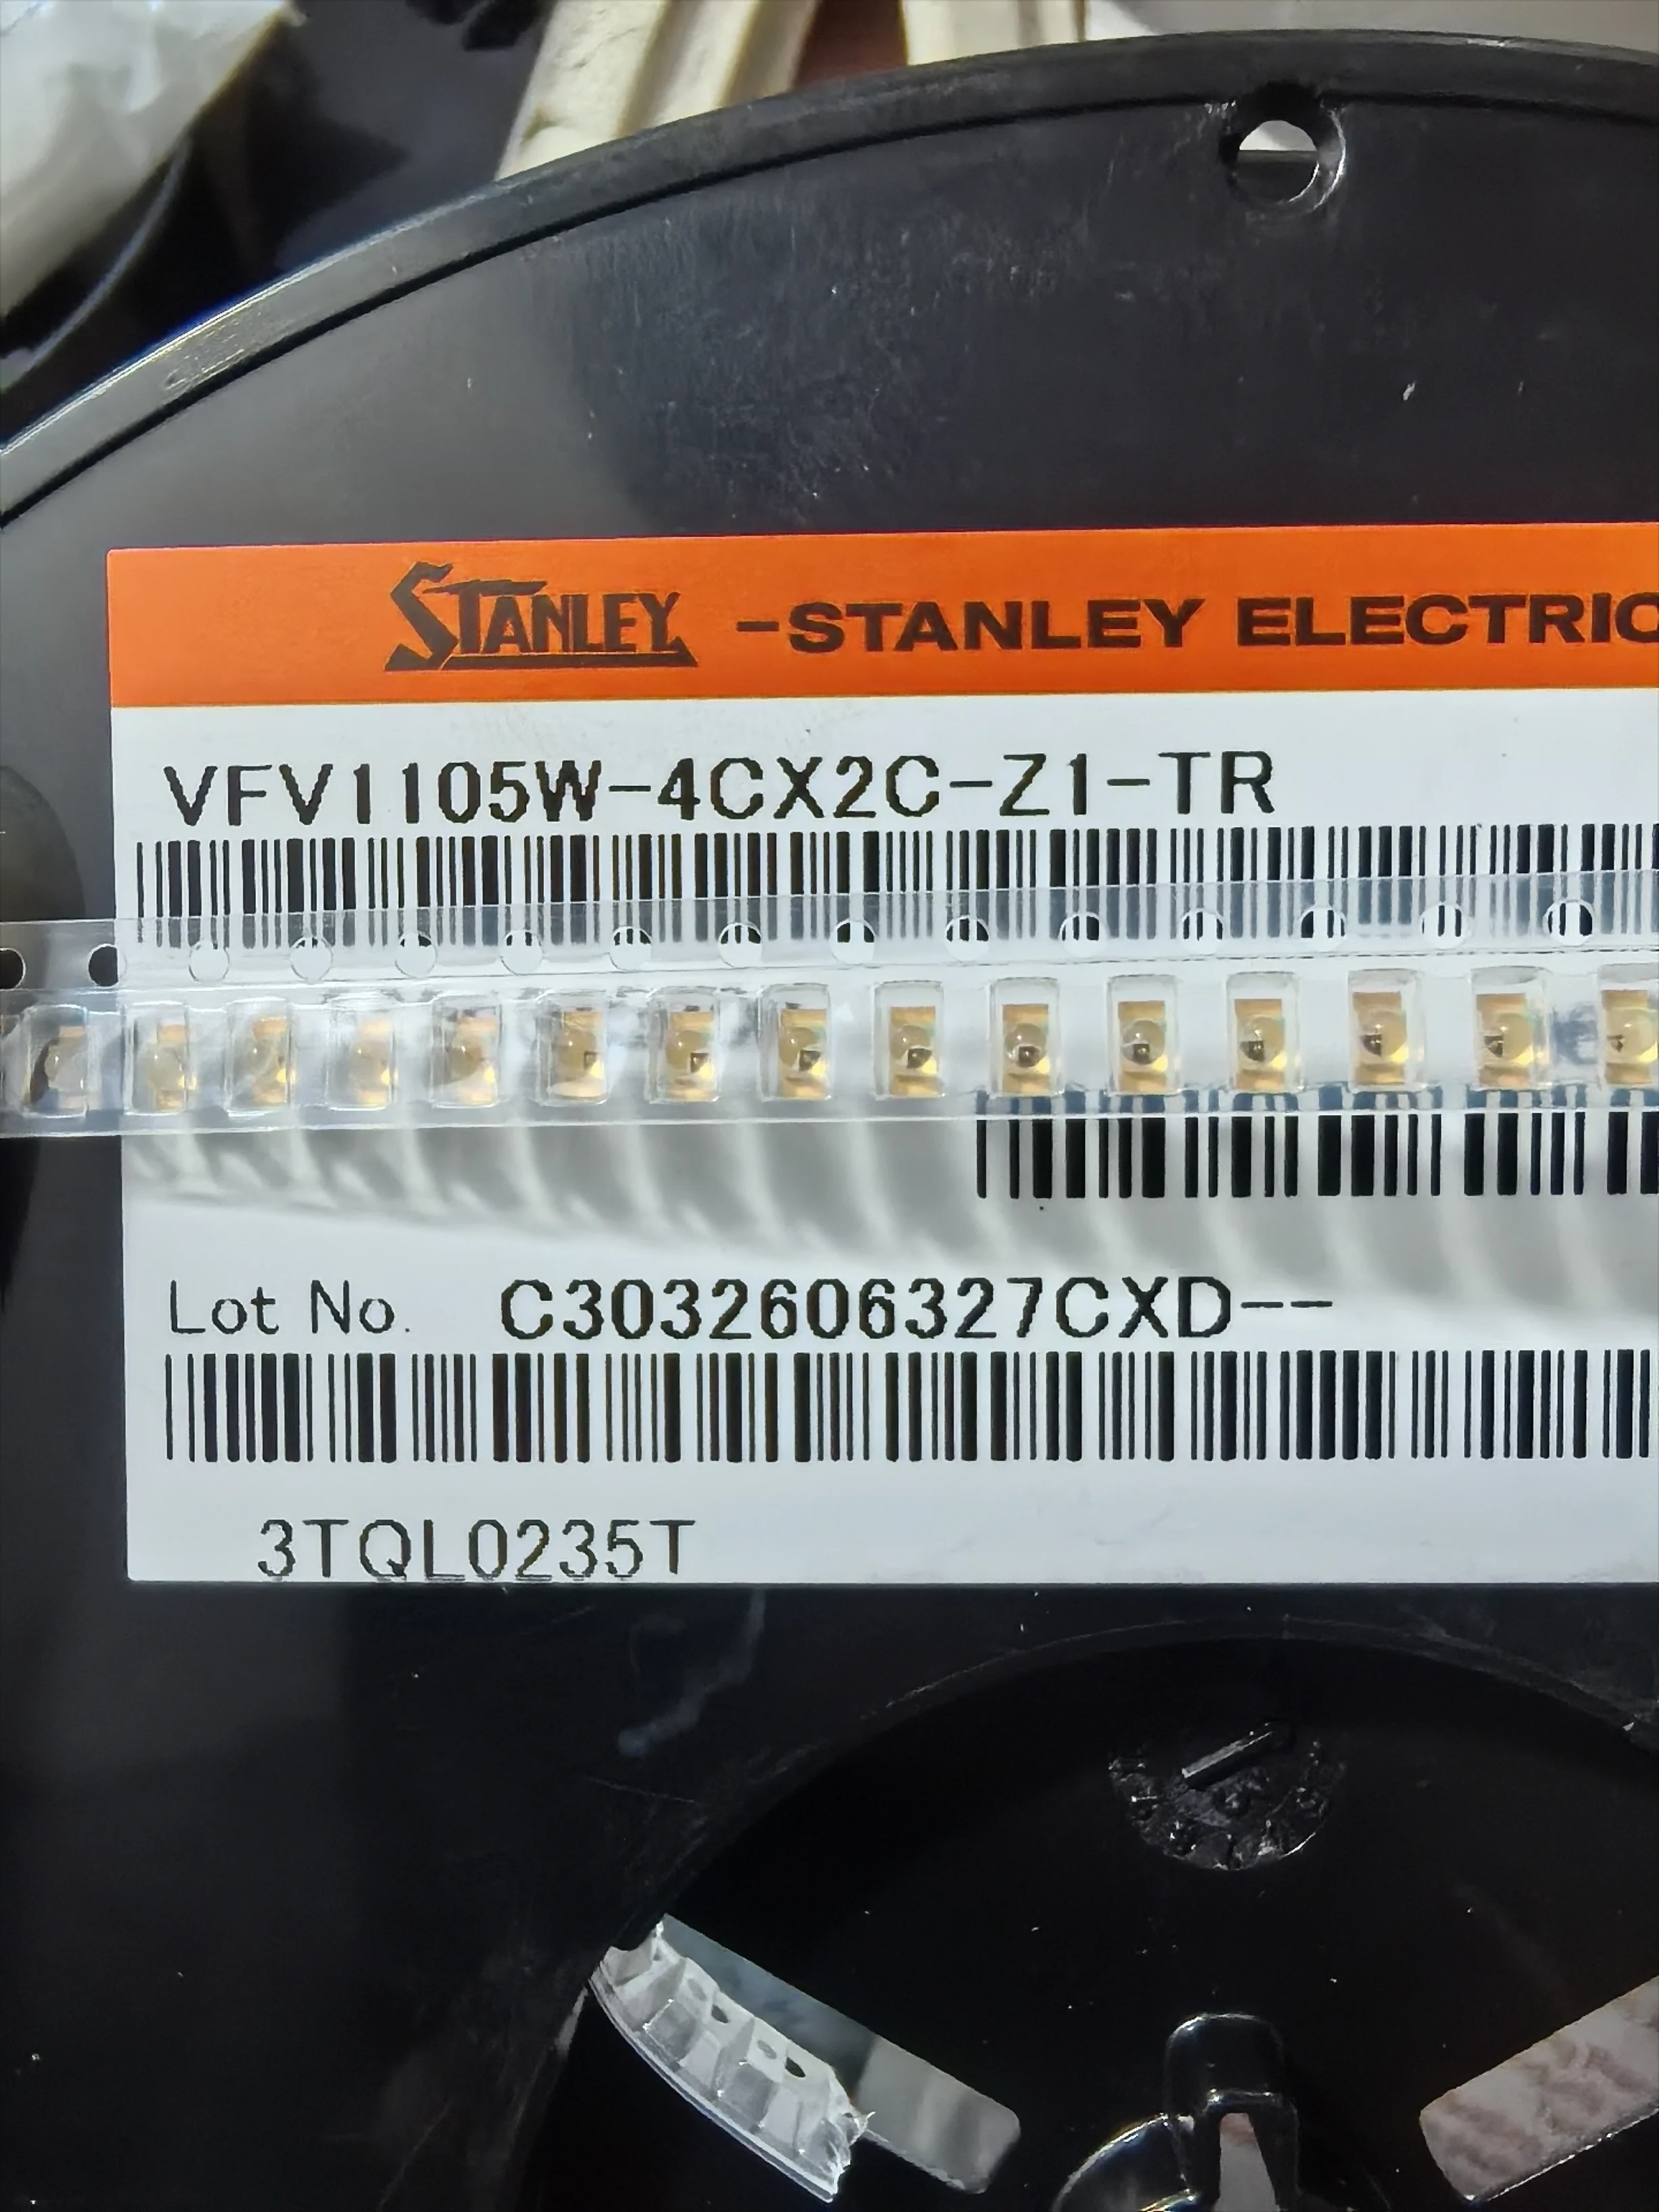 STANLEY -STANLEY ELECTRIC
VFV1105W-4CX2C-Z1-TR
Lot No. C3032606327CXD--
3TQL0235T